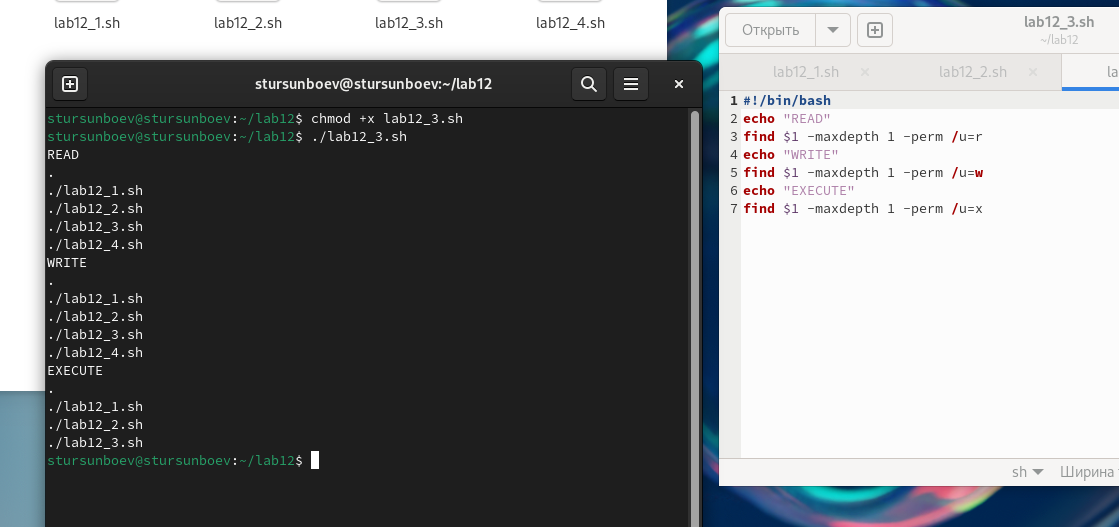 lab12_1.sh lab12_2.sh lab12_3.sh lab12_4.sh
stursunboev@stursunboev:~/lab12
stursunboev@stursunboev:~/lab12$ chmod +x lab12_3.sh
stursunboev@stursunboev:~/lab12$ ./lab12_3.sh
READ
.
./lab12_1.sh
./lab12_2.sh
./lab12_3.sh
./lab12_4.sh
WRITE
.
./lab12_1.sh
./lab12_2.sh
./lab12_3.sh
./lab12_4.sh
EXECUTE
.
./lab12_1.sh
./lab12_2.sh
./lab12_3.sh
stursunboev@stursunboev:~/lab12$
Открыть
lab12_3.sh
~/lab12
lab12_1.sh × lab12_2.sh × la
1 #!/bin/bash
2 echo "READ"
3 find $1 -maxdepth 1 -perm /u=r
4 echo "WRITE"
5 find $1 -maxdepth 1 -perm /u=w
6 echo "EXECUTE"
7 find $1 -maxdepth 1 -perm /u=x
sh Ширина